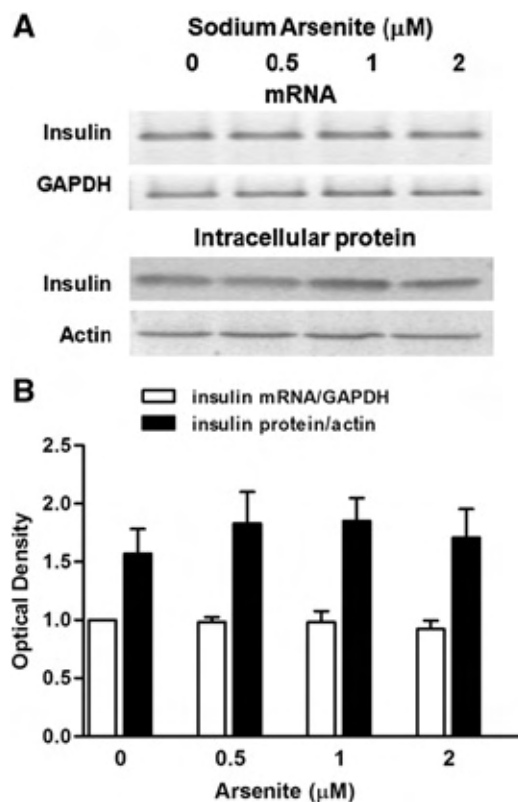 A
Sodium Arsenite (μM)
0 0.5 1 2
mRNA
Insulin
GAPDH
Intracellular protein
Insulin
Actin
B
insulin mRNA/GAPDH
insulin protein/actin
2.5
2.0
1.5
1.0
0.5
0.0
Optical Density
0 0.5 1 2
Arsenite (μM)